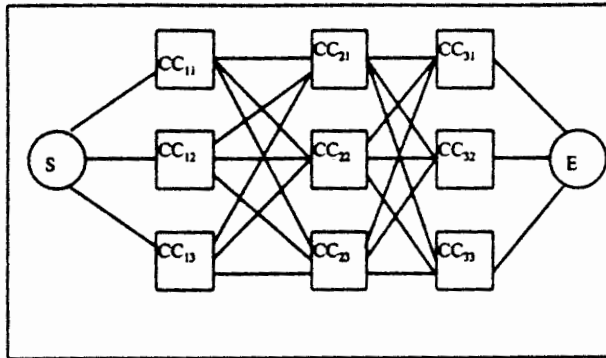 CC₁₁ CC₂₁ CC₃₁
S CC₁₂ CC₂₂ CC₃₂ E
CC₁₃ CC₂₃ CC₃₃